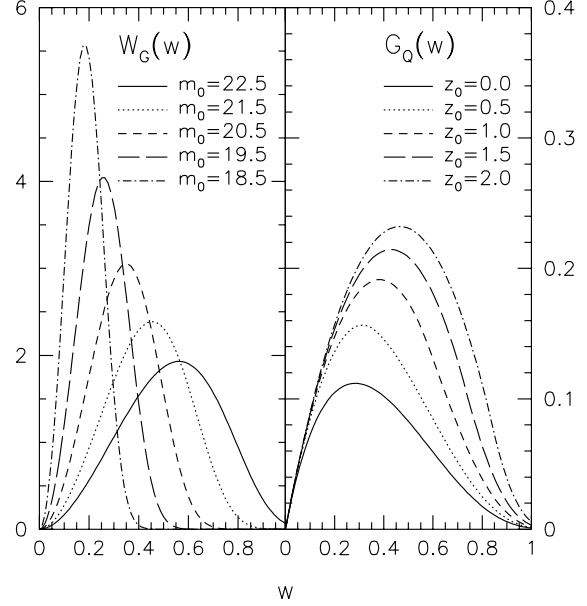 6
W_G(w)
m_0=22.5
m_0=21.5
m_0=20.5
m_0=19.5
m_0=18.5
4
2
0
0 0.2 0.4 0.6 0.8
G_Q(w)
z_0=0.0
z_0=0.5
z_0=1.0
z_0=1.5
z_0=2.0
0.4
0.3
0.2
0.1
0
0 0.2 0.4 0.6 0.8 1
w